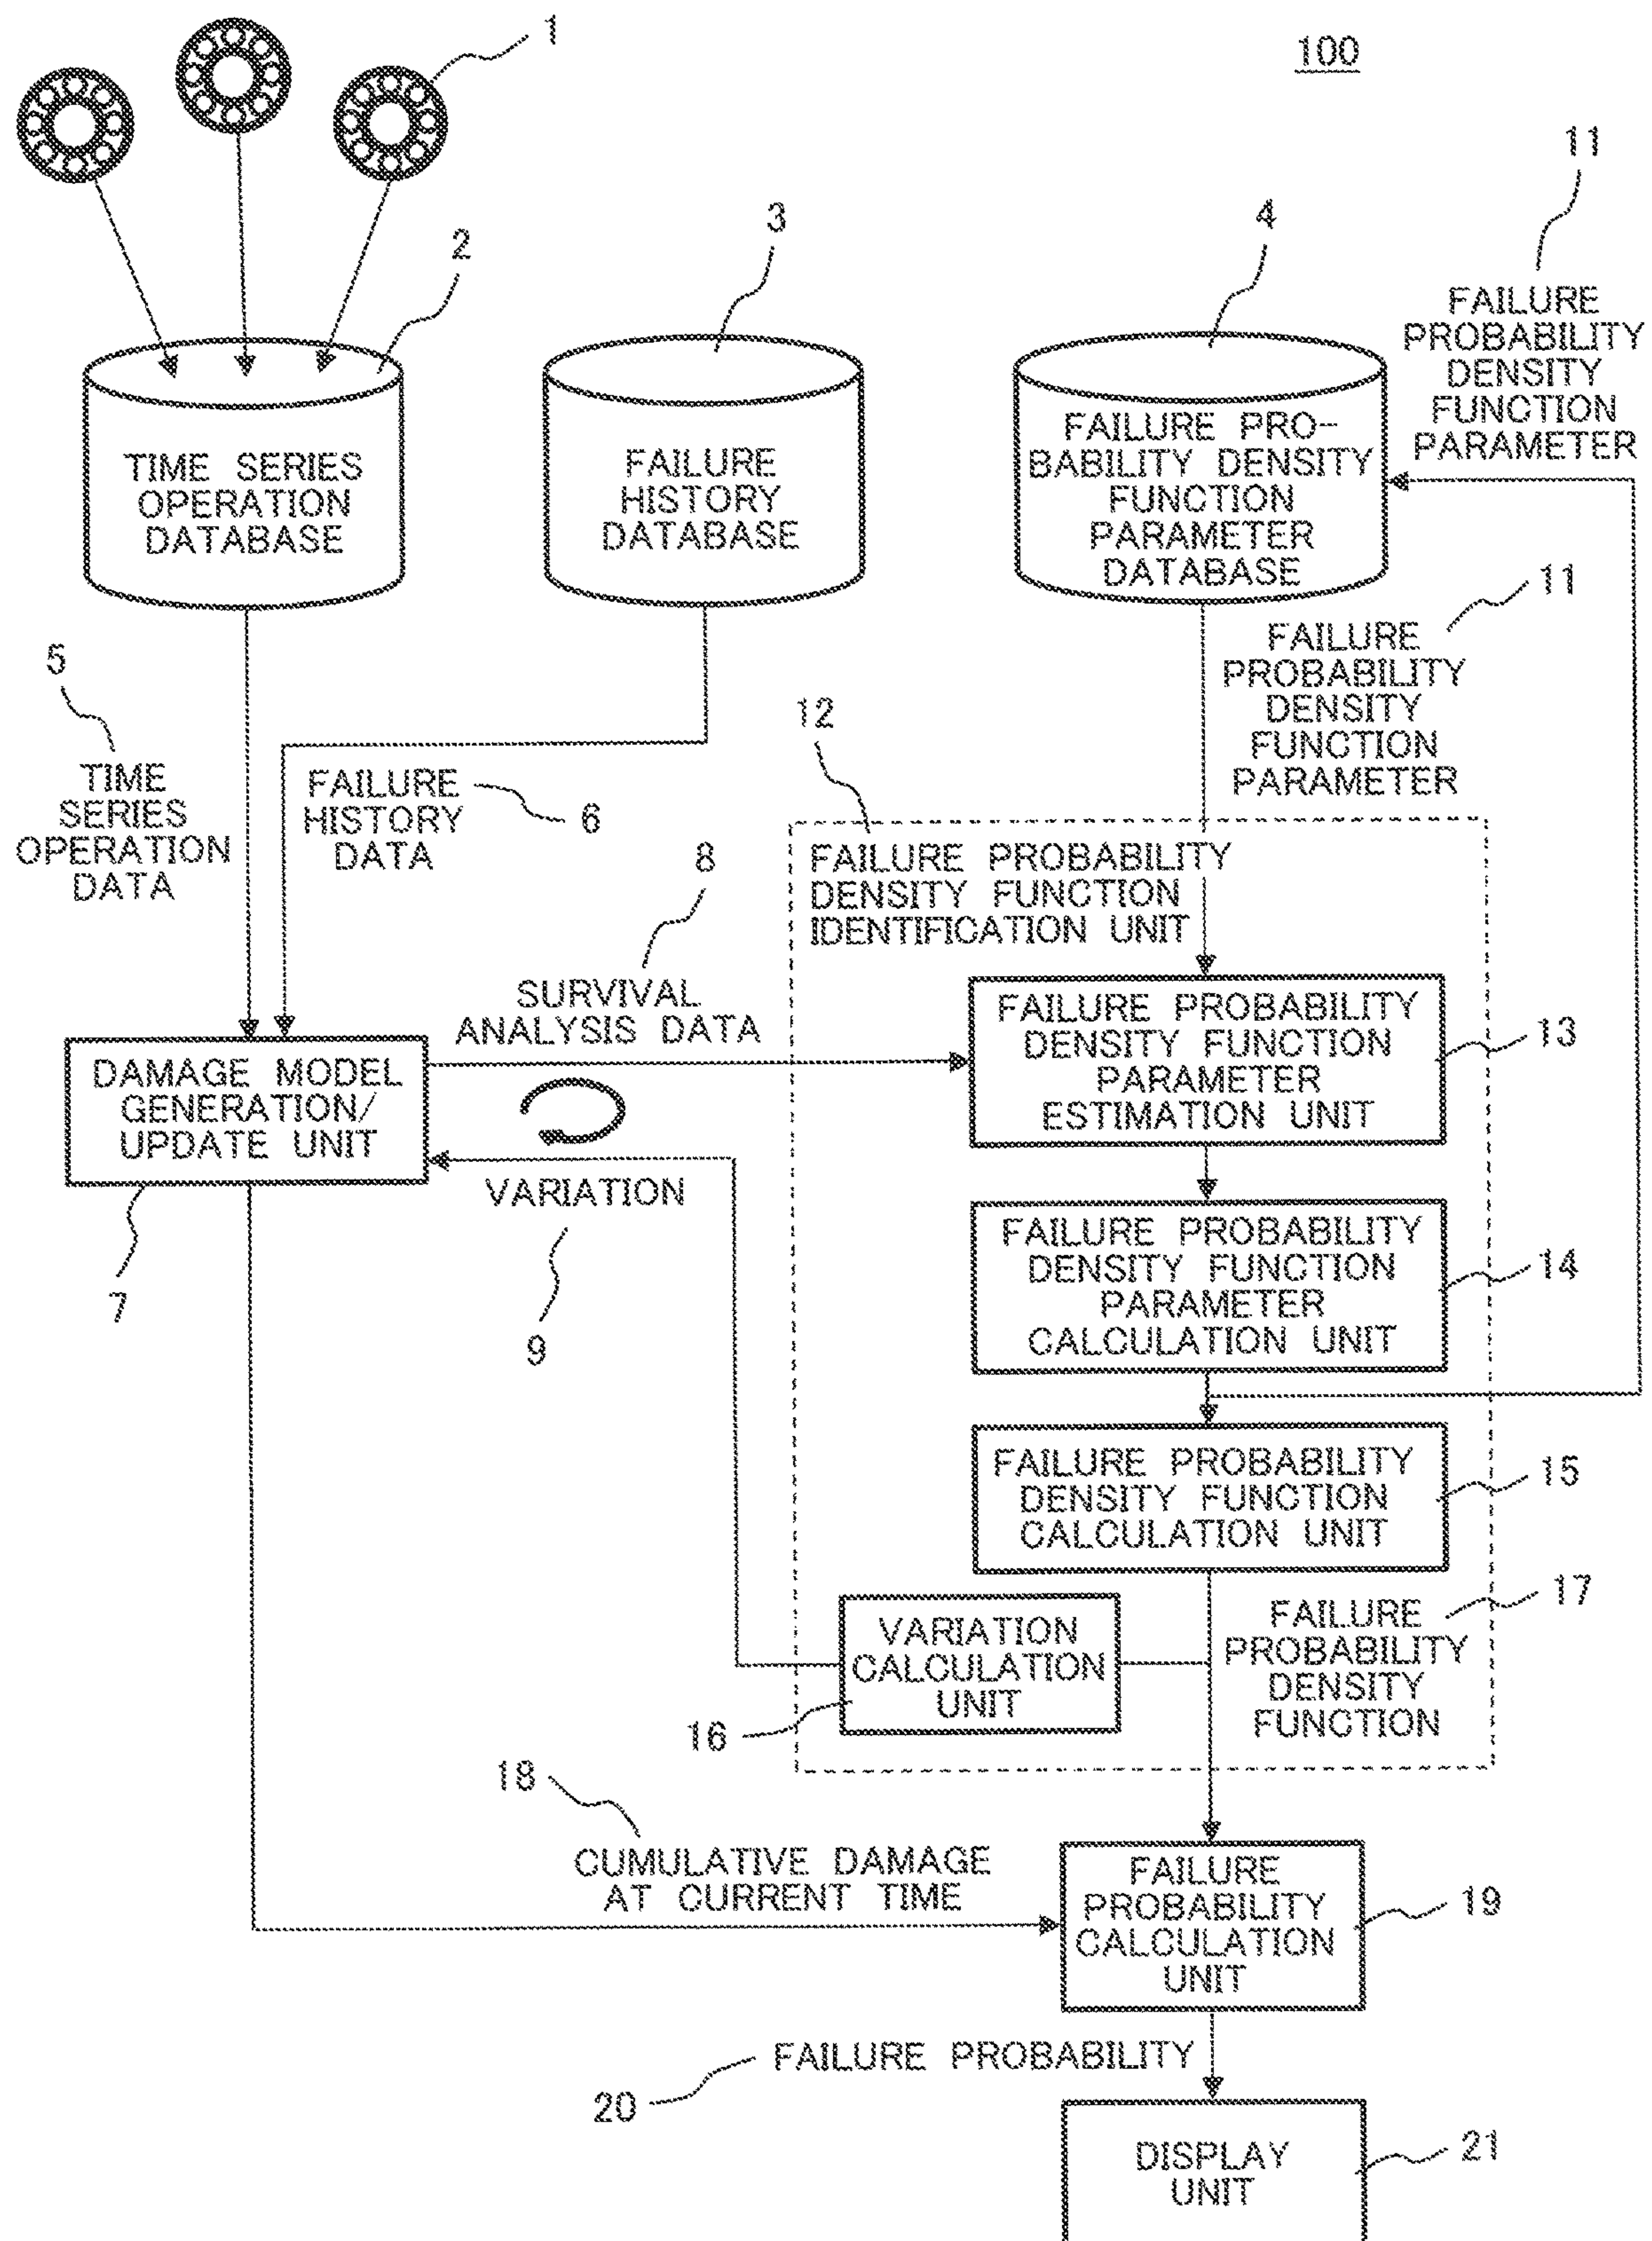 1
100
11
2
3
4
FAILURE
PROBABILITY
DENSITY
FUNCTION
PARAMETER
TIME SERIES
OPERATION
DATABASE
FAILURE
HISTORY
DATABASE
FAILURE PRO-
BABILITY DENSITY
FUNCTION
PARAMETER
DATABASE
11
FAILURE
PROBABILITY
DENSITY
FUNCTION
PARAMETER
5
TIME
SERIES
OPERATION
DATA
FAILURE
HISTORY
DATA
6
12
FAILURE PROBABILITY
DENSITY FUNCTION
IDENTIFICATION UNIT
8
SURVIVAL
ANALYSIS DATA
DAMAGE MODEL
GENERATION/
UPDATE UNIT
7
VARIATION
9
FAILURE PROBABILITY
DENSITY FUNCTION
PARAMETER
ESTIMATION UNIT
13
FAILURE PROBABILITY
DENSITY FUNCTION
PARAMETER
CALCULATION UNIT
14
FAILURE PROBABILITY
DENSITY FUNCTION
CALCULATION UNIT
15
VARIATION
CALCULATION
UNIT
16
FAILURE
PROBABILITY
DENSITY
FUNCTION
17
18
CUMULATIVE DAMAGE
AT CURRENT TIME
FAILURE
PROBABILITY
CALCULATION
UNIT
19
FAILURE PROBABILITY
20
DISPLAY
UNIT
21